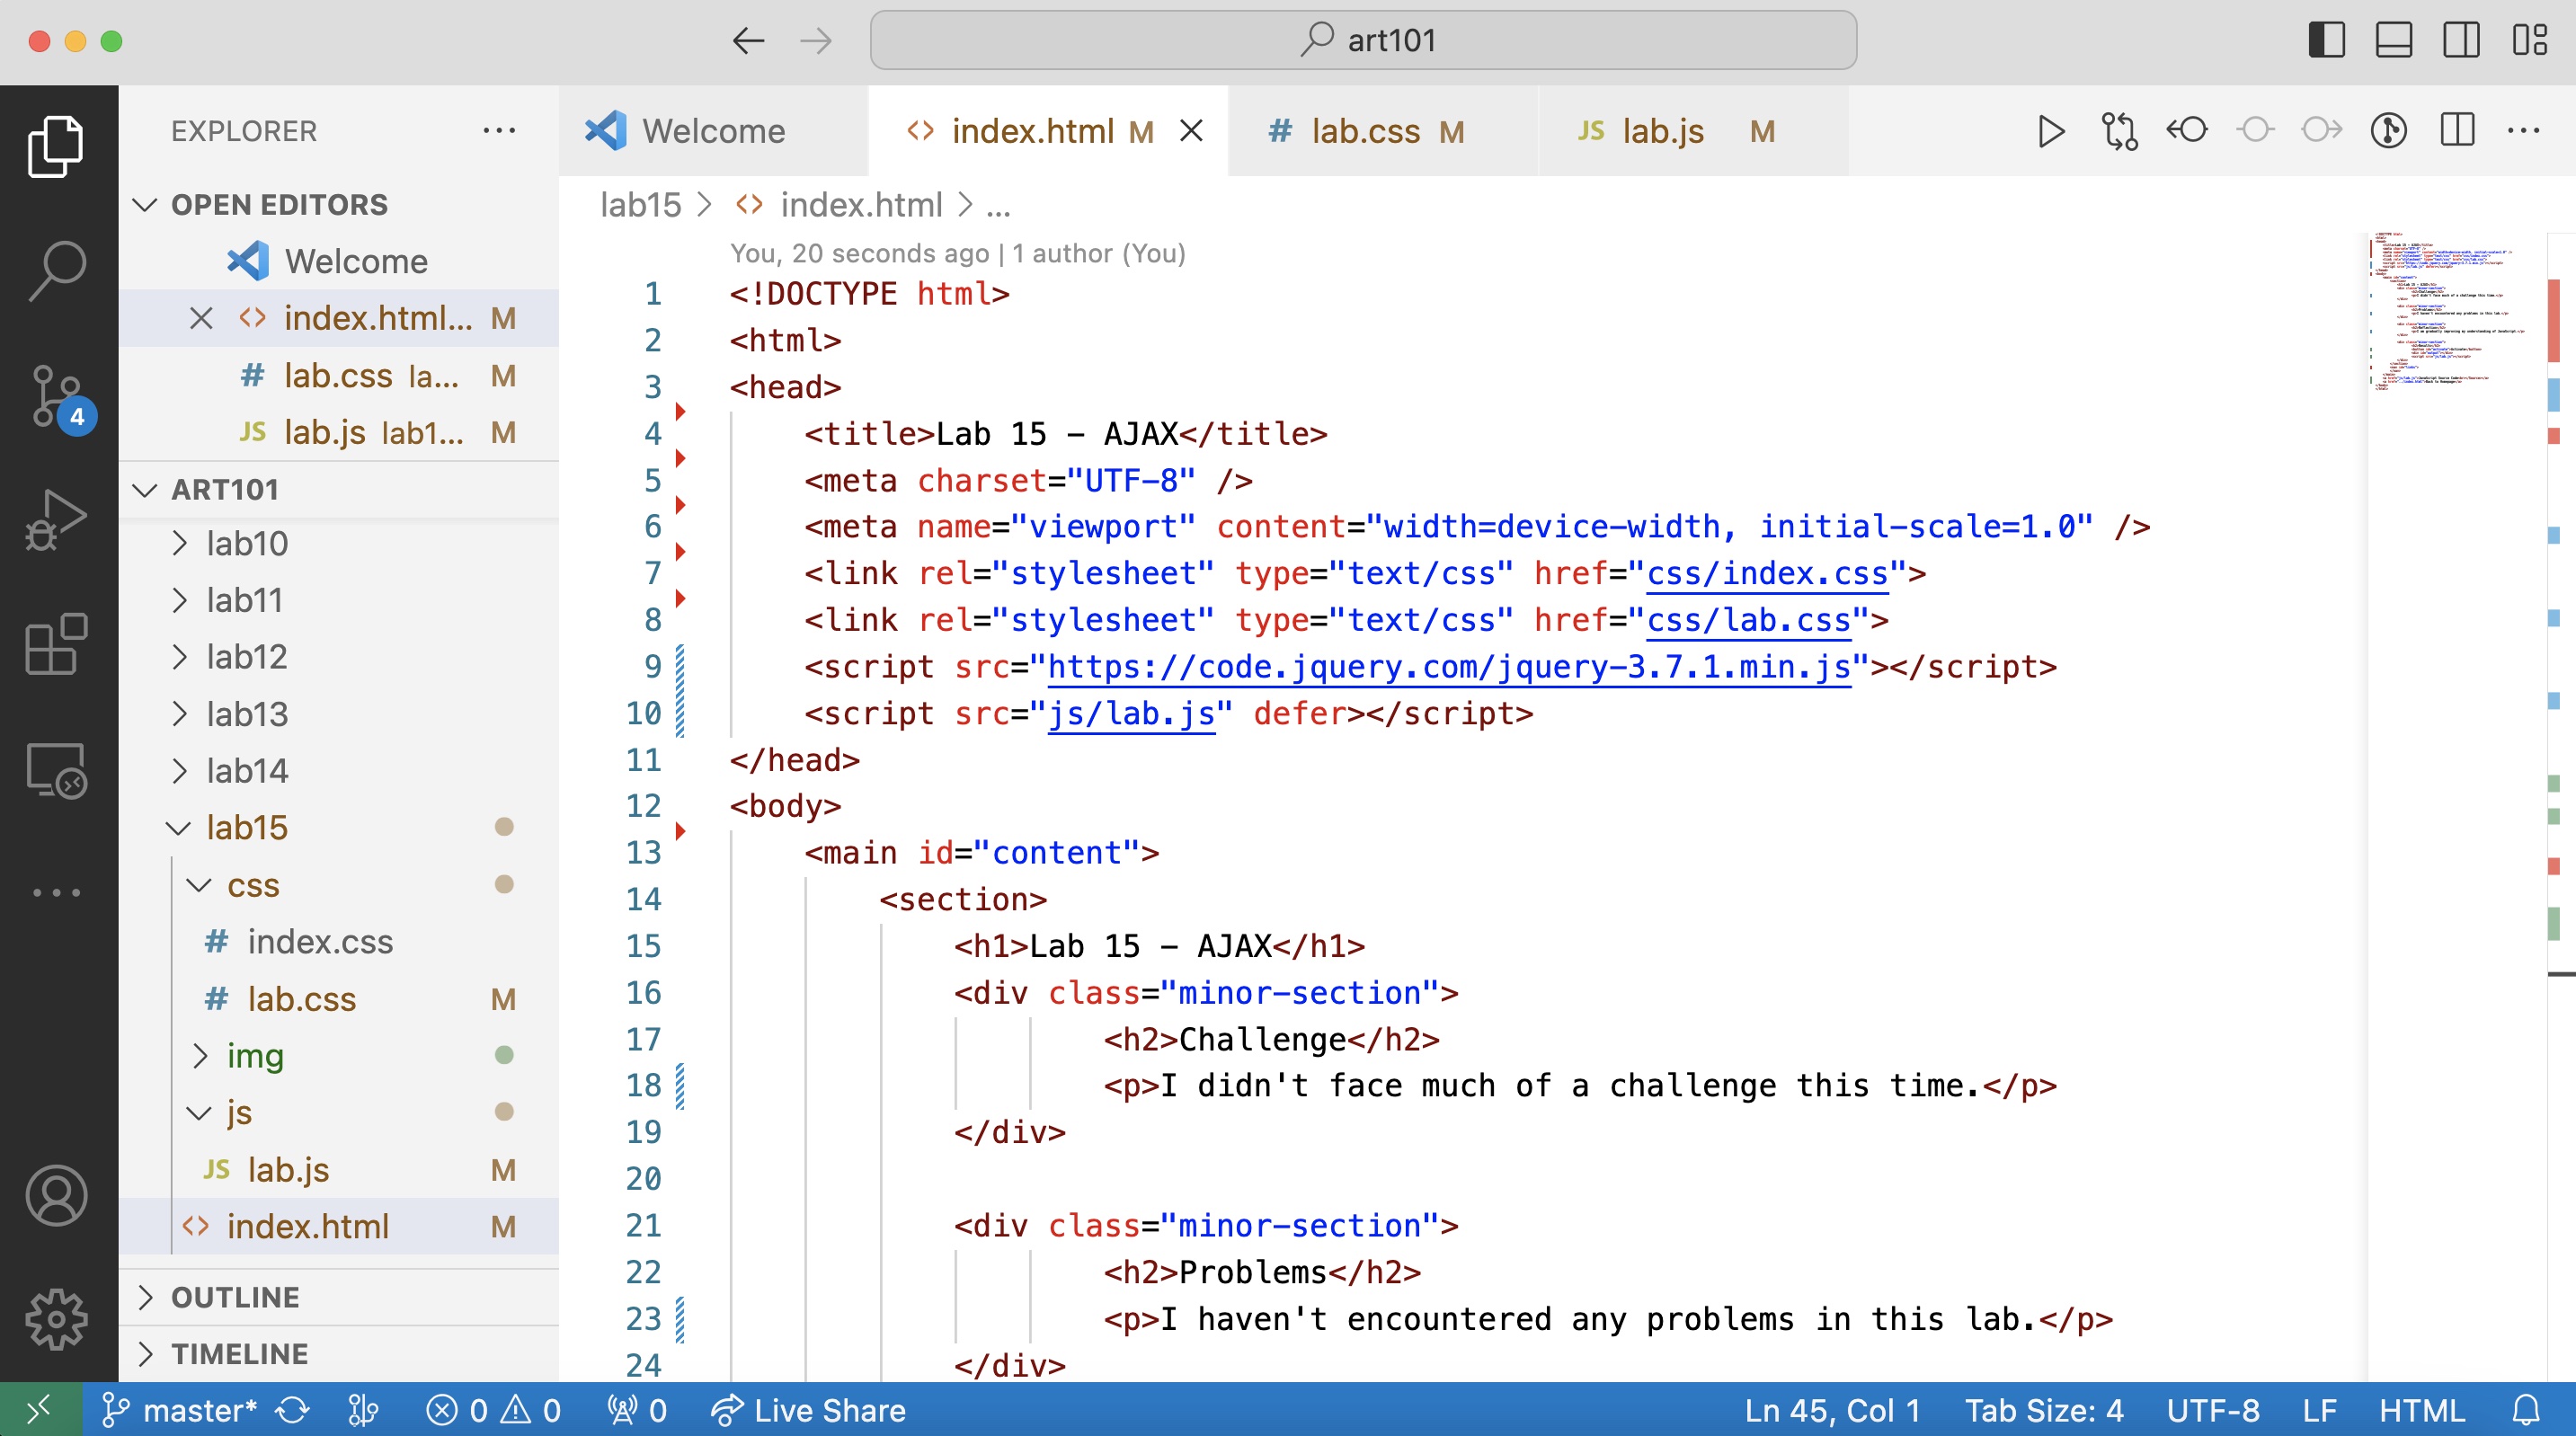 art101
EXPLORER
OPEN EDITORS
Welcome
index.html... M
lab.css la... M
JS lab.js lab1... M
ART101
lab10
lab11
lab12
lab13
lab14
lab15
css
# index.css
# lab.css M
img
js
JS lab.js M
index.html M
OUTLINE
TIMELINE
4
Welcome
index.html M
# lab.css M
JS lab.js M
lab15 > index.html > ...
You, 20 seconds ago | 1 author (You)
1 <!DOCTYPE html>
2 <html>
3 <head>
4 <title>Lab 15 – AJAX</title>
5 <meta charset="UTF-8" />
6 <meta name="viewport" content="width=device-width, initial-scale=1.0" />
7 <link rel="stylesheet" type="text/css" href="css/index.css">
8 <link rel="stylesheet" type="text/css" href="css/lab.css">
9 <script src="https://code.jquery.com/jquery-3.7.1.min.js"></script>
10 <script src="js/lab.js" defer></script>
11 </head>
12 <body>
13 <main id="content">
14 <section>
15 <h1>Lab 15 – AJAX</h1>
16 <div class="minor-section">
17 <h2>Challenge</h2>
18 <p>I didn't face much of a challenge this time.</p>
19 </div>
20
21 <div class="minor-section">
22 <h2>Problems</h2>
23 <p>I haven't encountered any problems in this lab.</p>
24 </div>
master* 0 0 0 Live Share Ln 45, Col 1 Tab Size: 4 UTF-8 LF HTML